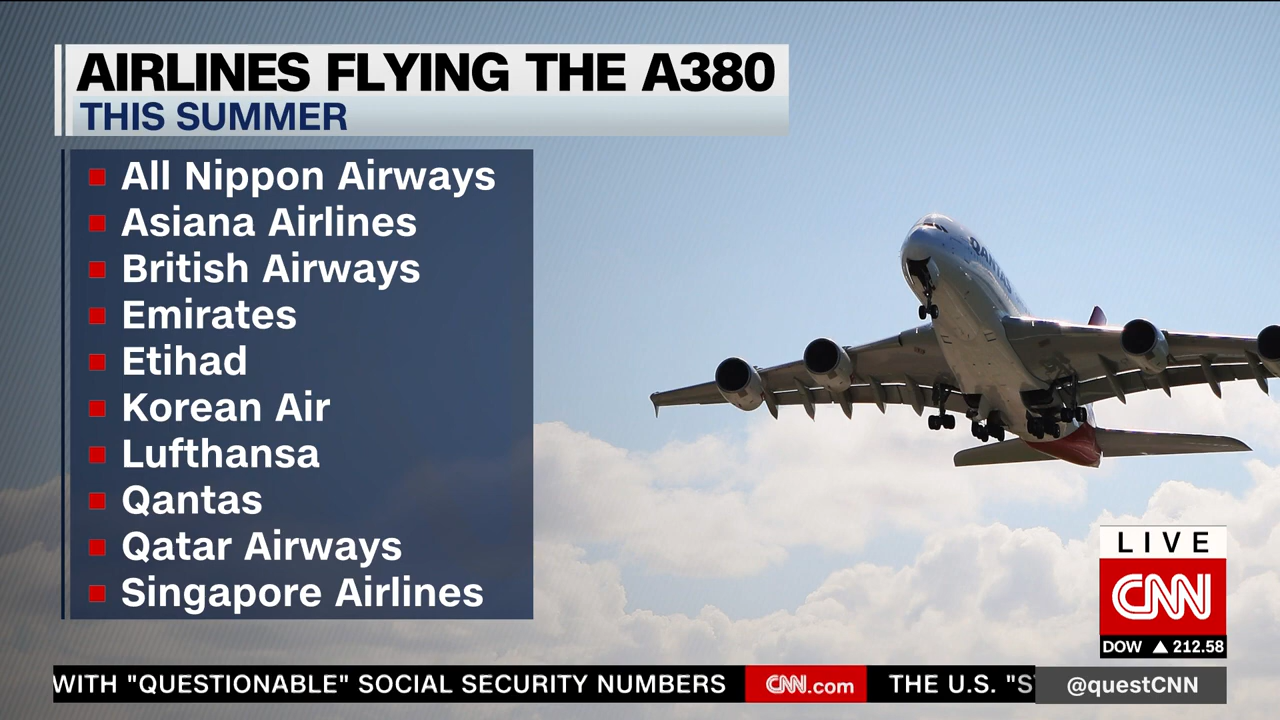 AIRLINES FLYING THE A380
THIS SUMMER
All Nippon Airways
Asiana Airlines
British Airways
Emirates
Etihad
Korean Air
Lufthansa
Qantas
Qatar Airways
Singapore Airlines
QANTAS
LIVE
CNN
DOW ▲ 212.58
WITH "QUESTIONABLE" SOCIAL SECURITY NUMBERS CNN.com THE U.S. "S
@questCNN